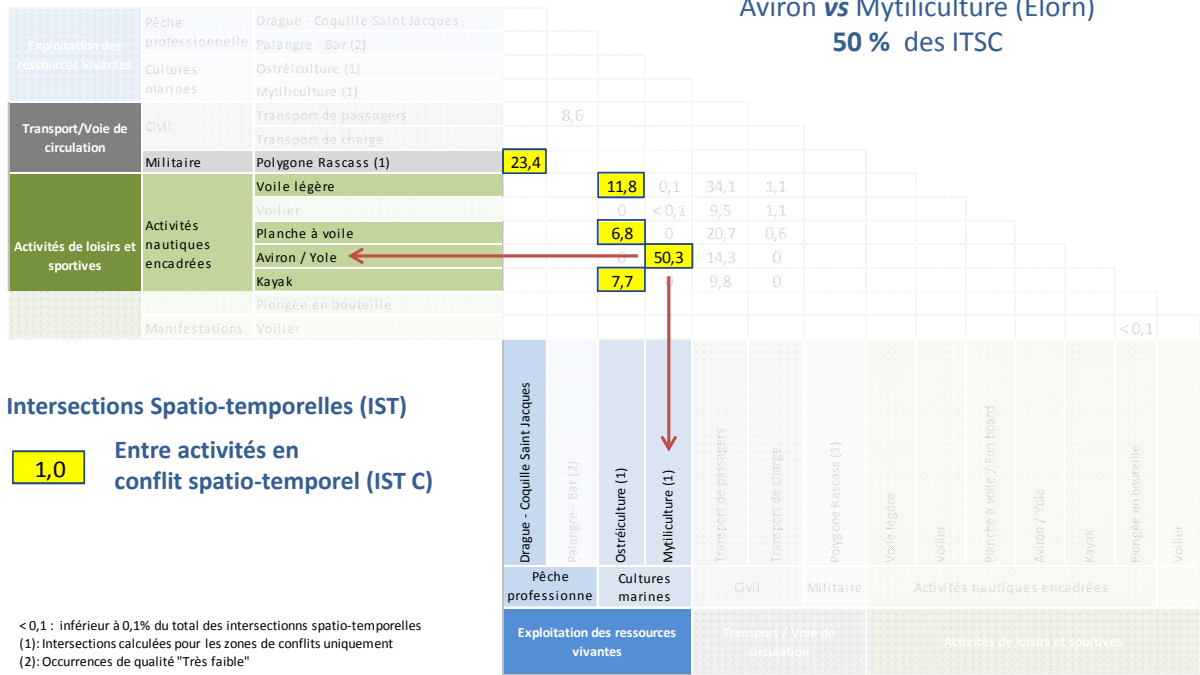 Aviron vs Mytiliculture (Elorn)
50 % des ITSC
Exploitation des
ressources vivantes
Pêche
professionnelle
Drague - Coquille Saint Jacques
Palangre - Bar (2)
Cultures
marines
Ostréiculture (1)
Mytiliculture (1)
Transport/Voie de
circulation
Civil
Transport de passagers
8,6
Transport de charge
Militaire
Polygone Rascass (1)
23,4
Activités de loisirs et
sportives
Activités
nautiques
encadrées
Voile légère
11,8 0,1 34,1 1,1
Voilier
0 < 0,1 9,5 1,1
Planche à voile
6,8 0 20,7 0,6
Aviron / Yole
0 50,3 14,3 0
Kayak
7,7 0 9,8 0
Plongée en bouteille
Manifestations
Voilier
< 0,1
Intersections Spatio-temporelles (IST)
1,0
Entre activités en
conflit spatio-temporel (IST C)
Drague - Coquille Saint Jacques
Palangre - Bar (2)
Ostréiculture (1)
Mytiliculture (1)
Transport de passagers
Transport de charge
Polygone Rascass (2)
Voile légère
Voilier
Planche à voile / Fun board
Aviron / Yole
Kayak
Plongée en bouteille
Voilier
Pêche
professionne
Cultures
marines
Civil
Militaire
Activités nautiques encadrées
Exploitation des ressources
vivantes
Transport / Voie de
circulation
Activités de loisirs et sportives
< 0,1 : inférieur à 0,1% du total des intersectionns spatio-temporelles
(1): Intersections calculées pour les zones de conflits uniquement
(2): Occurrences de qualité "Très faible"